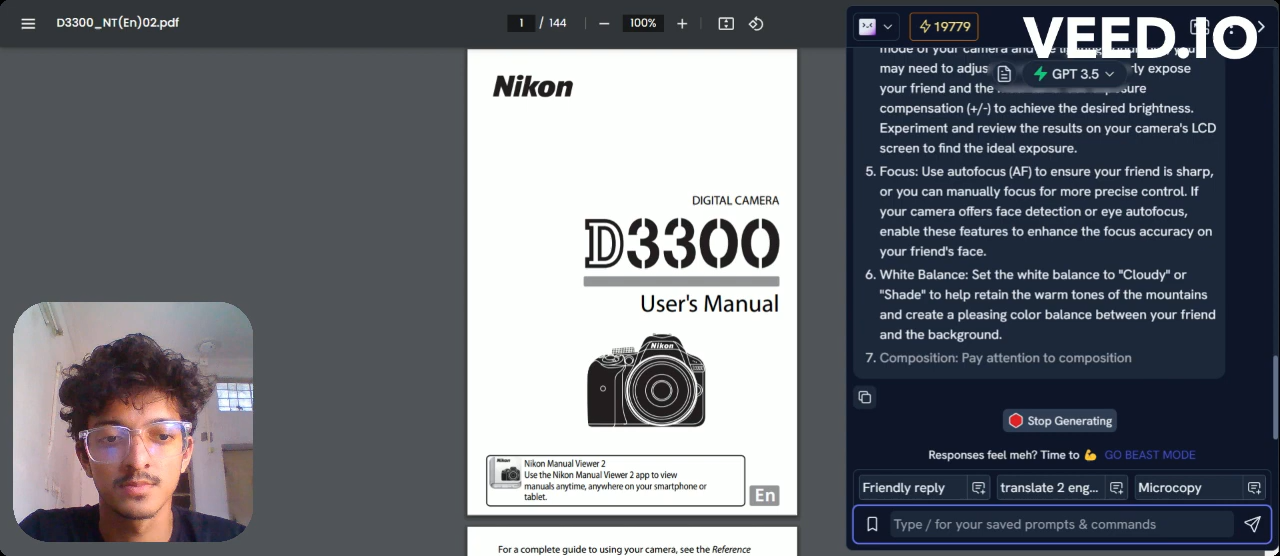 D3300_NT(En)02.pdf
1 / 144
100%
Nikon
DIGITAL CAMERA
D3300
User's Manual
Nikon
Nikon
Nikon Manual Viewer 2
Use the Nikon Manual Viewer 2 app to view
manuals anytime, anywhere on your smartphone or
tablet.
En
For a complete guide to using your camera, see the Reference
19779
VEED.IO
mode of your camera and
may need to adjus
GPT 3.5
expose
your friend and the
compensation (+/-) to achieve the desired brightness.
Experiment and review the results on your camera's LCD
screen to find the ideal exposure.
5. Focus: Use autofocus (AF) to ensure your friend is sharp,
or you can manually focus for more precise control. If
your camera offers face detection or eye autofocus,
enable these features to enhance the focus accuracy on
your friend's face.
6. White Balance: Set the white balance to "Cloudy" or
"Shade" to help retain the warm tones of the mountains
and create a pleasing color balance between your friend
and the background.
7. Composition: Pay attention to composition
Stop Generating
Responses feel meh? Time to 💪 GO BEAST MODE
Friendly reply
translate 2 eng...
Microcopy
Type / for your saved prompts & commands